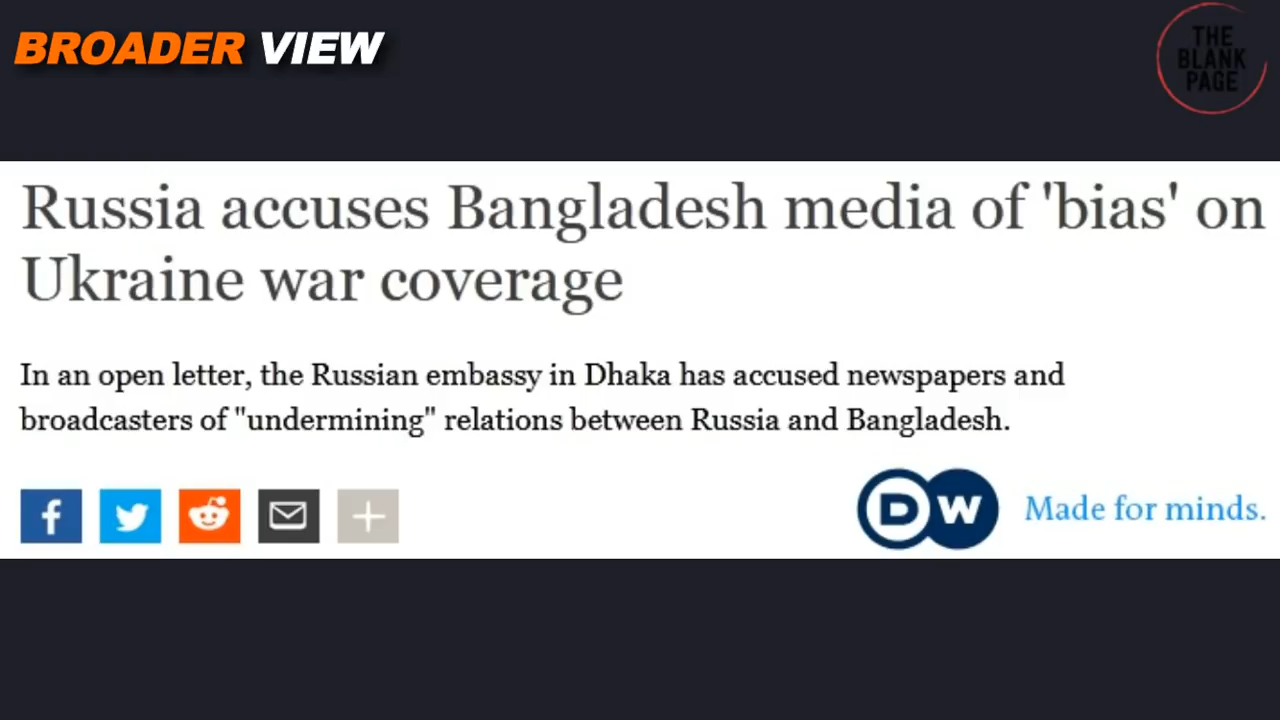 BROADER VIEW
THE
BLANK
PAGE
Russia accuses Bangladesh media of 'bias' on
Ukraine war coverage
In an open letter, the Russian embassy in Dhaka has accused newspapers and
broadcasters of "undermining" relations between Russia and Bangladesh.
DW Made for minds.